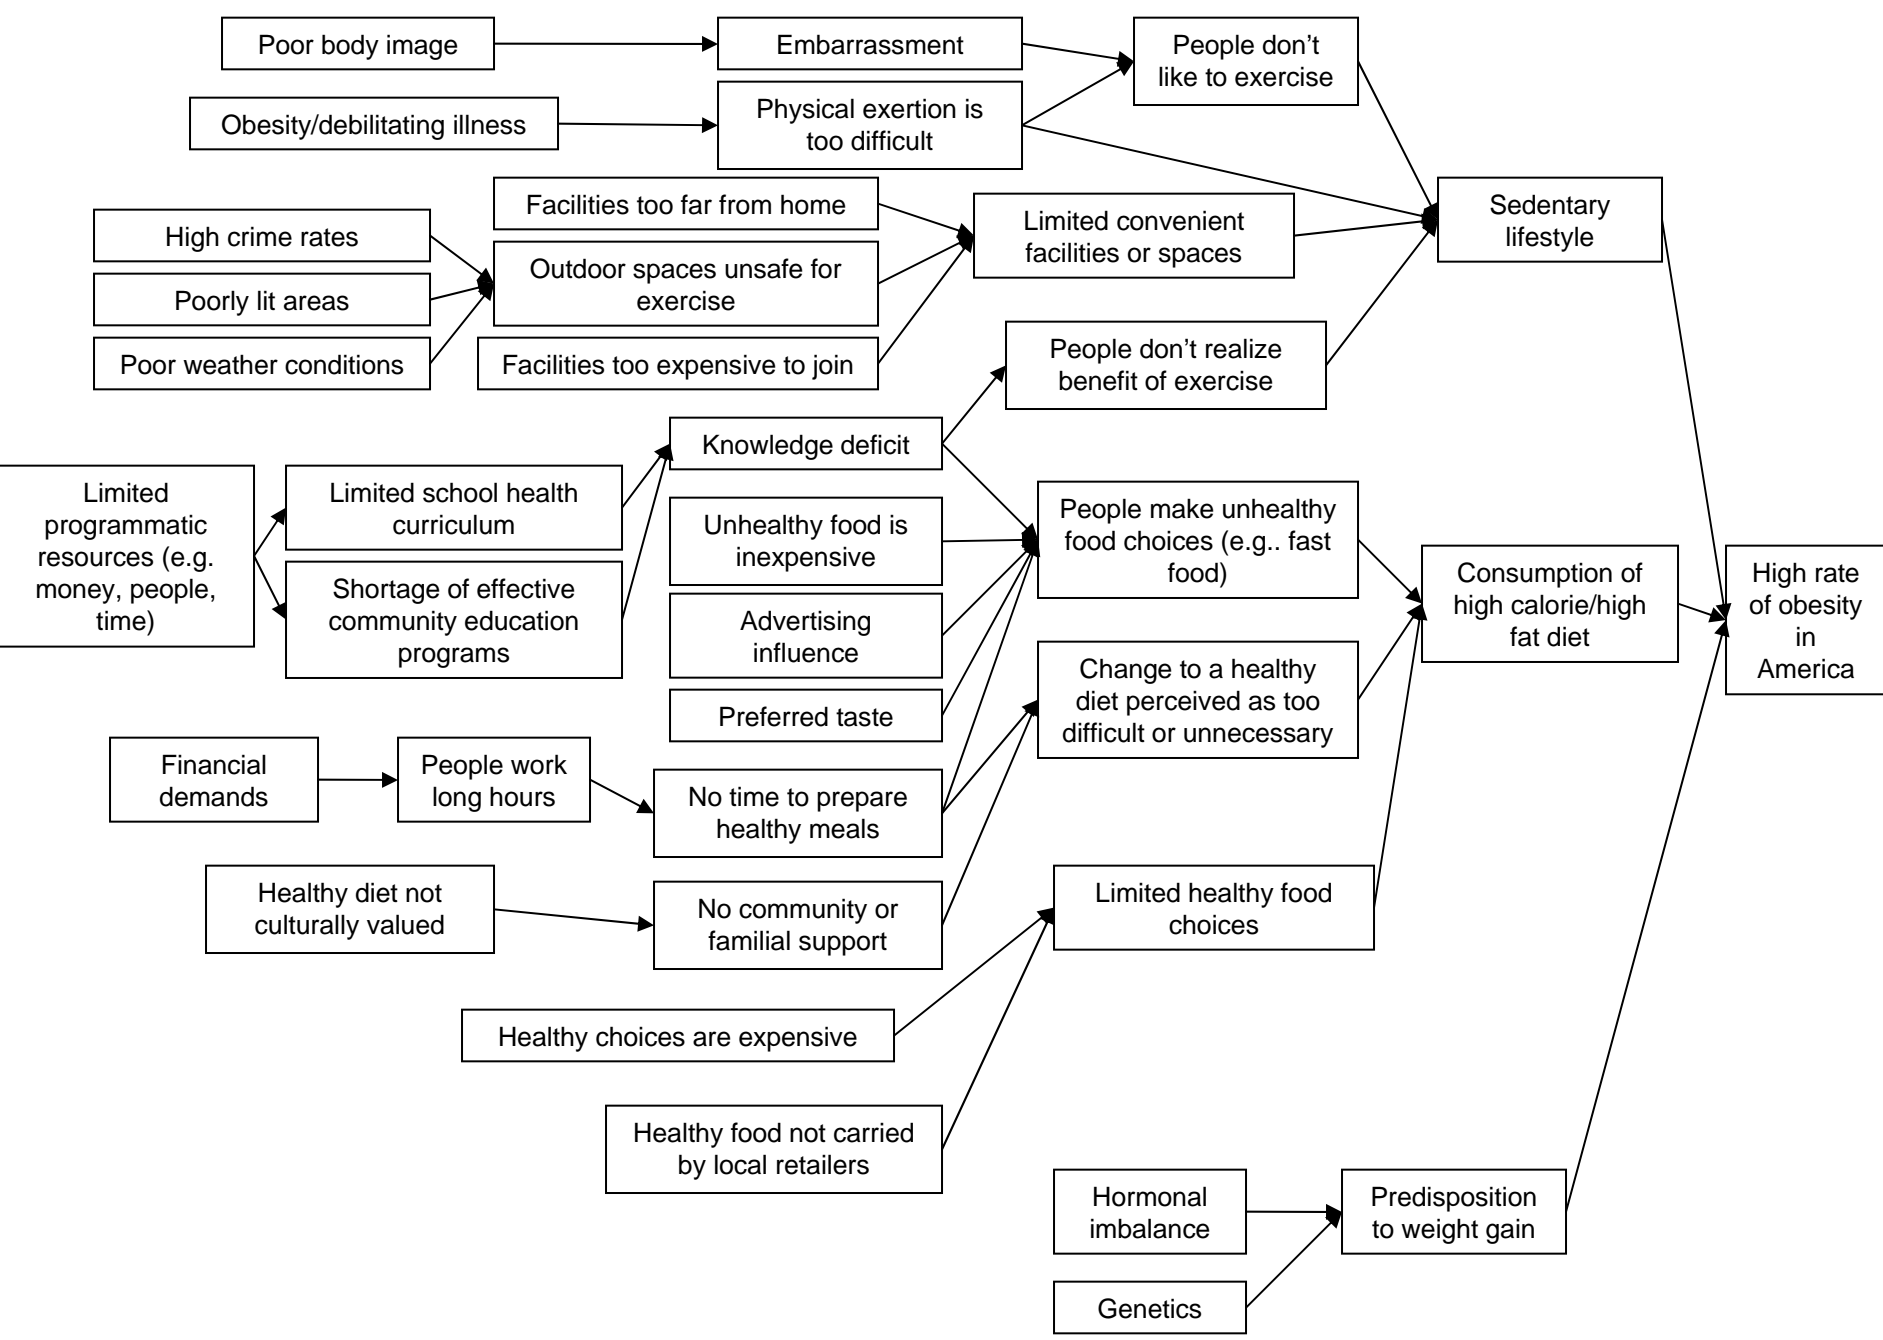 Poor body image
Embarrassment
People don’t
like to exercise
Obesity/debilitating illness
Physical exertion is
too difficult
Facilities too far from home
Limited convenient
facilities or spaces
Sedentary
lifestyle
High crime rates
Outdoor spaces unsafe for
exercise
Poorly lit areas
Poor weather conditions
Facilities too expensive to join
People don’t realize
benefit of exercise
Knowledge deficit
Limited
programmatic
resources (e.g.
money, people,
time)
Limited school health
curriculum
Shortage of effective
community education
programs
Unhealthy food is
inexpensive
Advertising
influence
Preferred taste
People make unhealthy
food choices (e.g.. fast
food)
Change to a healthy
diet perceived as too
difficult or unnecessary
Consumption of
high calorie/high
fat diet
High rate
of obesity
in
America
Financial
demands
People work
long hours
No time to prepare
healthy meals
Healthy diet not
culturally valued
No community or
familial support
Limited healthy food
choices
Healthy choices are expensive
Healthy food not carried
by local retailers
Hormonal
imbalance
Predisposition
to weight gain
Genetics